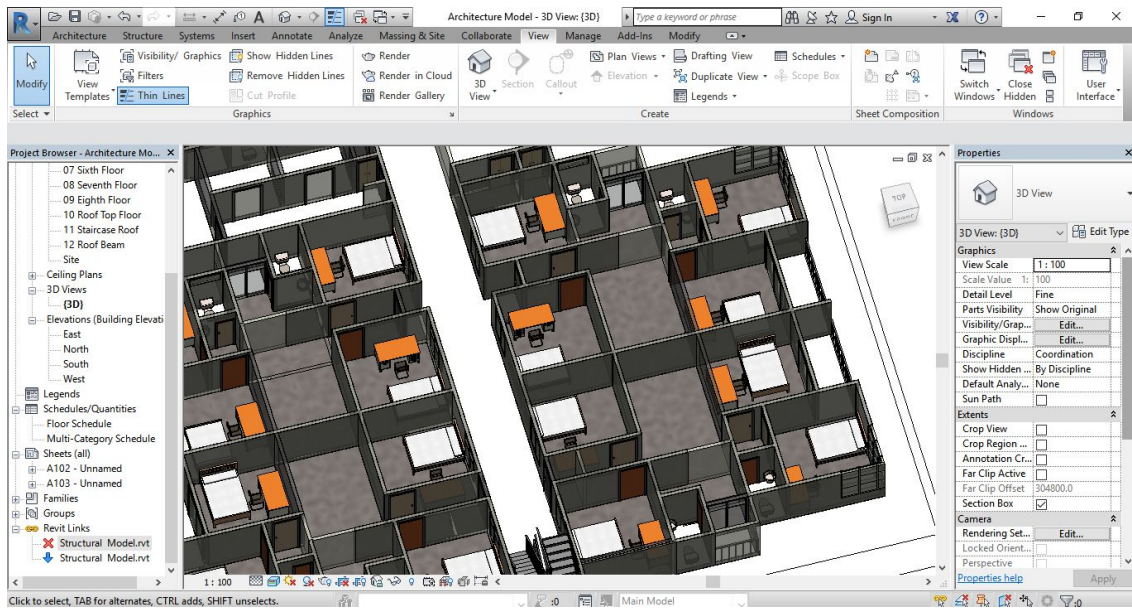 Architecture Model - 3D View: {3D}
Type a keyword or phrase
Sign In
Architecture Structure Systems Insert Annotate Analyze Massing & Site Collaborate View Manage Add-Ins Modify
Modify
View Templates
Visibility/ Graphics
Filters
Thin Lines
Show Hidden Lines
Remove Hidden Lines
Cut Profile
Render
Render in Cloud
Render Gallery
3D View
Section
Callout
Plan Views
Elevation
Drafting View
Duplicate View
Legends
Schedules
Scope Box
Switch Windows
Close Hidden
User Interface
Select
Graphics
Create
Sheet Composition
Windows
Project Browser - Architecture Mo...
07 Sixth Floor
08 Seventh Floor
09 Eighth Floor
10 Roof Top Floor
11 Staircase Roof
12 Roof Beam
Site
Ceiling Plans
3D Views
{3D}
Elevations (Building Elevati
East
North
South
West
Legends
Schedules/Quantities
Floor Schedule
Multi-Category Schedule
Sheets (all)
A102 - Unnamed
A103 - Unnamed
Families
Groups
Revit Links
Structural Model.rvt
Structural Model.rvt
TOP
FRONT
1 : 100
Properties
3D View
3D View: {3D}
Edit Type
Graphics
View Scale 1 : 100
Scale Value 1: 100
Detail Level Fine
Parts Visibility Show Original
Visibility/Grap... Edit...
Graphic Displ... Edit...
Discipline Coordination
Show Hidden ... By Discipline
Default Analy... None
Sun Path
Extents
Crop View
Crop Region ...
Annotation Cr...
Far Clip Active
Far Clip Offset 304800.0
Section Box
Camera
Rendering Set... Edit...
Locked Orient...
Perspective
Properties help
Apply
Click to select, TAB for alternates, CTRL adds, SHIFT unselects.
:0
Main Model
:0